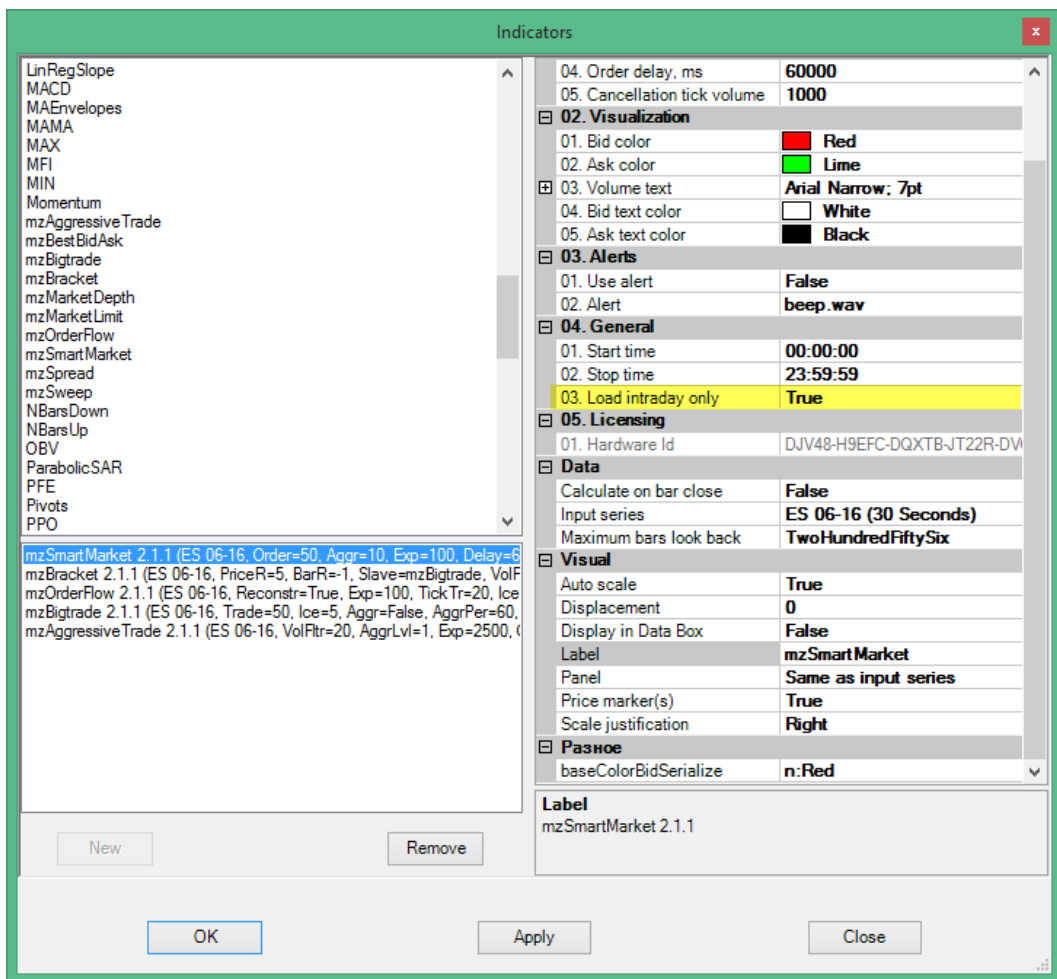 Indicators
x
LinRegSlope
MACD
MAEnvelopes
MAMA
MAX
MFI
MIN
Momentum
mzAggressiveTrade
mzBestBidAsk
mzBigtrade
mzBracket
mzMarketDepth
mzMarketLimit
mzOrderFlow
mzSmartMarket
mzSpread
mzSweep
NBarsDown
NBarsUp
OBV
ParabolicSAR
PFE
Pivots
PPO
mzSmartMarket 2.1.1 (ES 06-16, Order=50, Aggr=10, Exp=100, Delay=6
mzBracket 2.1.1 (ES 06-16, PriceR=5, BarR=-1, Slave=mzBigtrade, VolF
mzOrderFlow 2.1.1 (ES 06-16, Reconstr=True, Exp=100, TickTr=20, Ice
mzBigtrade 2.1.1 (ES 06-16, Trade=50, Ice=5, Aggr=False, AggrPer=60,
mzAggressiveTrade 2.1.1 (ES 06-16, VolFltr=20, AggrLvl=1, Exp=2500, (
New
Remove
04. Order delay, ms 60000
05. Cancellation tick volume 1000
02. Visualization
01. Bid color Red
02. Ask color Lime
03. Volume text Arial Narrow; 7pt
04. Bid text color White
05. Ask text color Black
03. Alerts
01. Use alert False
02. Alert beep.wav
04. General
01. Start time 00:00:00
02. Stop time 23:59:59
03. Load intraday only True
05. Licensing
01. Hardware Id DJV48-H9EFC-DQXTB-JT22R-DV
Data
Calculate on bar close False
Input series ES 06-16 (30 Seconds)
Maximum bars look back TwoHundredFiftySix
Visual
Auto scale True
Displacement 0
Display in Data Box False
Label mzSmartMarket
Panel Same as input series
Price marker(s) True
Scale justification Right
Разное
baseColorBidSerialize n:Red
Label
mzSmartMarket 2.1.1
OK
Apply
Close